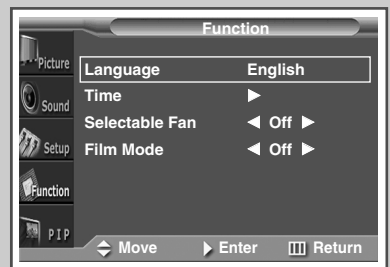 Function
Picture
Sound
Setup
Function
PIP
Language English
Time
Selectable Fan Off
Film Mode Off
Move Enter Return